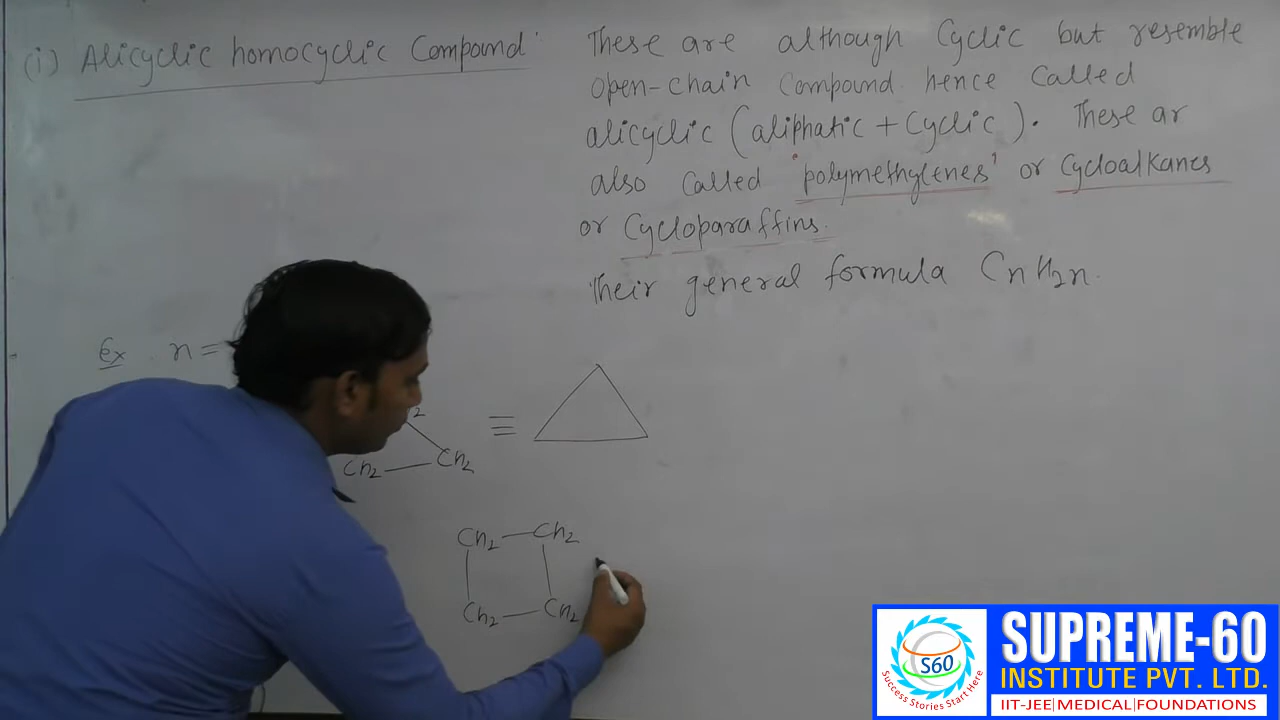 (i) Alicyclic homocyclic Compound
These are although Cyclic but resemble
open-chain Compound hence Called
alicyclic (aliphatic + Cyclic). These ar
also Called 'polymethylenes' or Cycloalkanes
or Cycloparaffins.
Their general formula CnH2n.
Ex n =
2
CH2 CH2
CH2 CH2
CH2 CH2
S60
Success Stories Start Here
SUPREME-60
INSTITUTE PVT. LTD.
IIT-JEE|MEDICAL|FOUNDATIONS